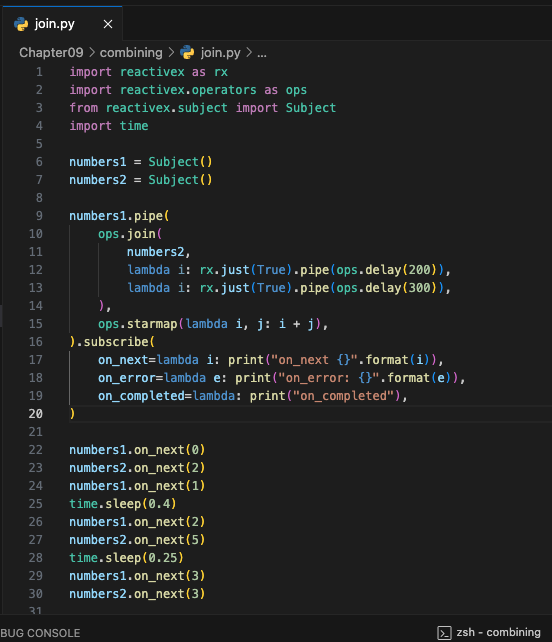 join.py ×
Chapter09 > combining > join.py > ...
1 import reactivex as rx
2 import reactivex.operators as ops
3 from reactivex.subject import Subject
4 import time
5
6 numbers1 = Subject()
7 numbers2 = Subject()
8
9 numbers1.pipe(
10     ops.join(
11         numbers2,
12         lambda i: rx.just(True).pipe(ops.delay(200)),
13         lambda i: rx.just(True).pipe(ops.delay(300)),
14     ),
15     ops.starmap(lambda i, j: i + j),
16 ).subscribe(
17     on_next=lambda i: print("on_next {}".format(i)),
18     on_error=lambda e: print("on_error: {}".format(e)),
19     on_completed=lambda: print("on_completed"),
20 )
21
22 numbers1.on_next(0)
23 numbers2.on_next(2)
24 numbers1.on_next(1)
25 time.sleep(0.4)
26 numbers1.on_next(2)
27 numbers2.on_next(5)
28 time.sleep(0.25)
29 numbers1.on_next(3)
30 numbers2.on_next(3)
31
BUG CONSOLE
zsh - combining